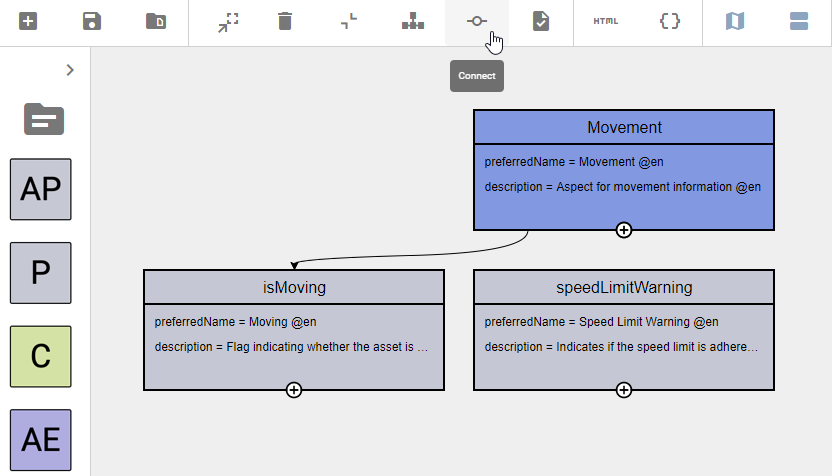 HTML
Connect
AP
P
C
AE
Movement
preferredName = Movement @en
description = Aspect for movement information @en
isMoving
preferredName = Moving @en
description = Flag indicating whether the asset is ...
speedLimitWarning
preferredName = Speed Limit Warning @en
description = Indicates if the speed limit is adhere...